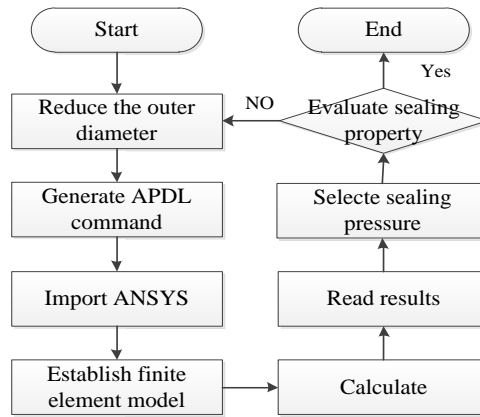 Start
End
Yes
NO
Reduce the outer
diameter
Evaluate sealing
property
Generate APDL
command
Selecte sealing
pressure
Import ANSYS
Read results
Establish finite
element model
Calculate